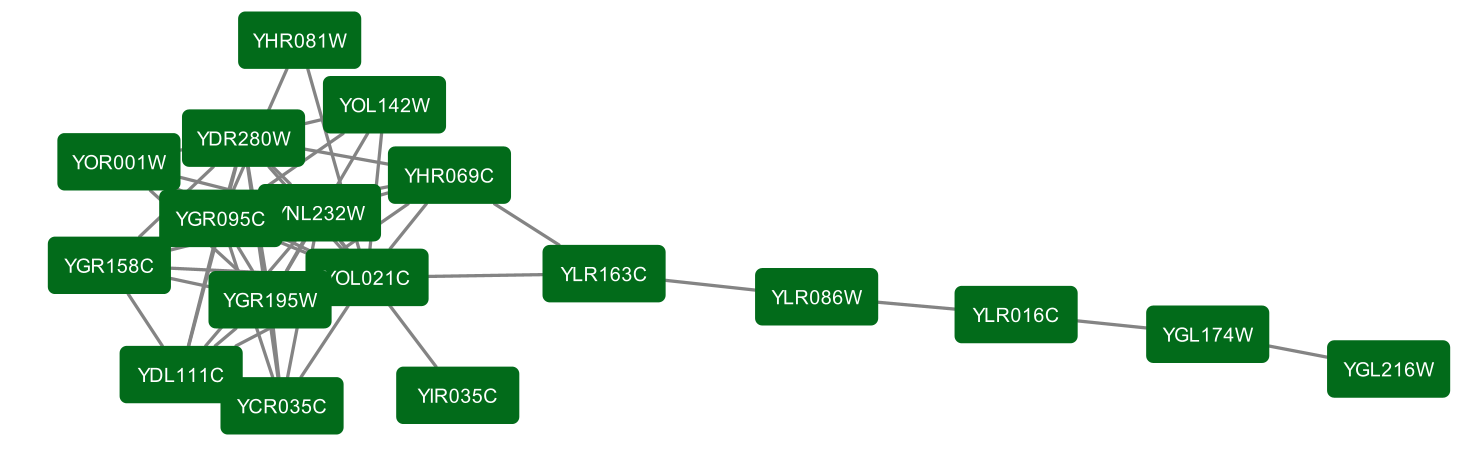 YHR081W
YOL142W
YDR280W
YOR001W
YHR069C
YGR095C
YNL232W
YGR158C
YOL021C
YLR163C
YGR195W
YLR086W
YLR016C
YGL174W
YGL216W
YDL111C
YIR035C
YCR035C